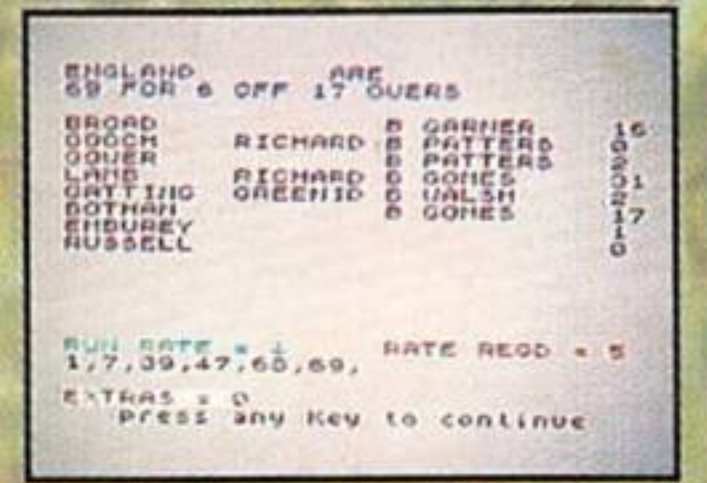 ENGLAND ARE
69 FOR 6 OFF 17 OVERS
BROAD B GARNER 16
GOOCH RICHARD B PATTERS 0
GOWER B PATTERS 2
LAMB RICHARD B GOMES 31
GATTING GREENID B WALSH 2
BOTHAM B GOMES 17
EMBUREY 1
RUSSELL 0
RUN RATE = 4 RATE REQD = 5
1,7,39,47,68,69,
EXTRAS = 0
Press any Key to continue